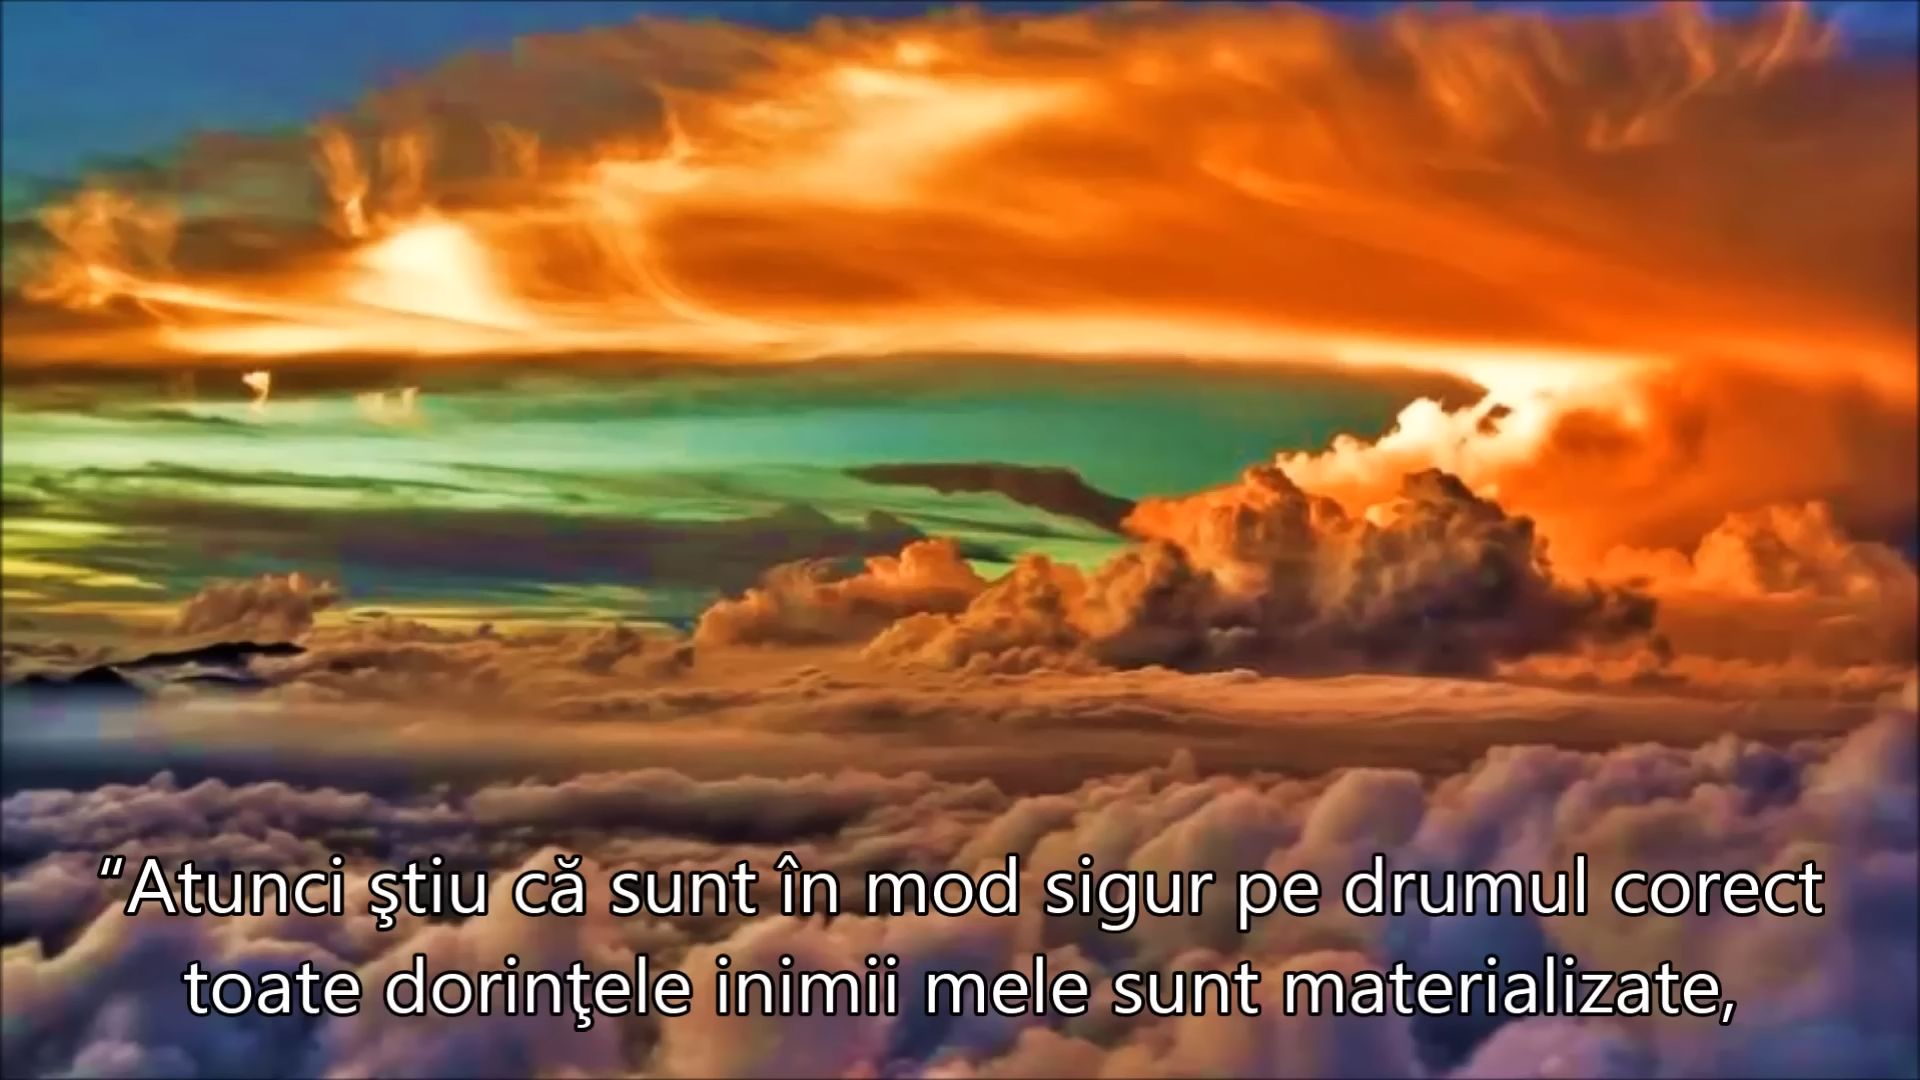 “Atunci ştiu că sunt în mod sigur pe drumul corect
toate dorinţele inimii mele sunt materializate,